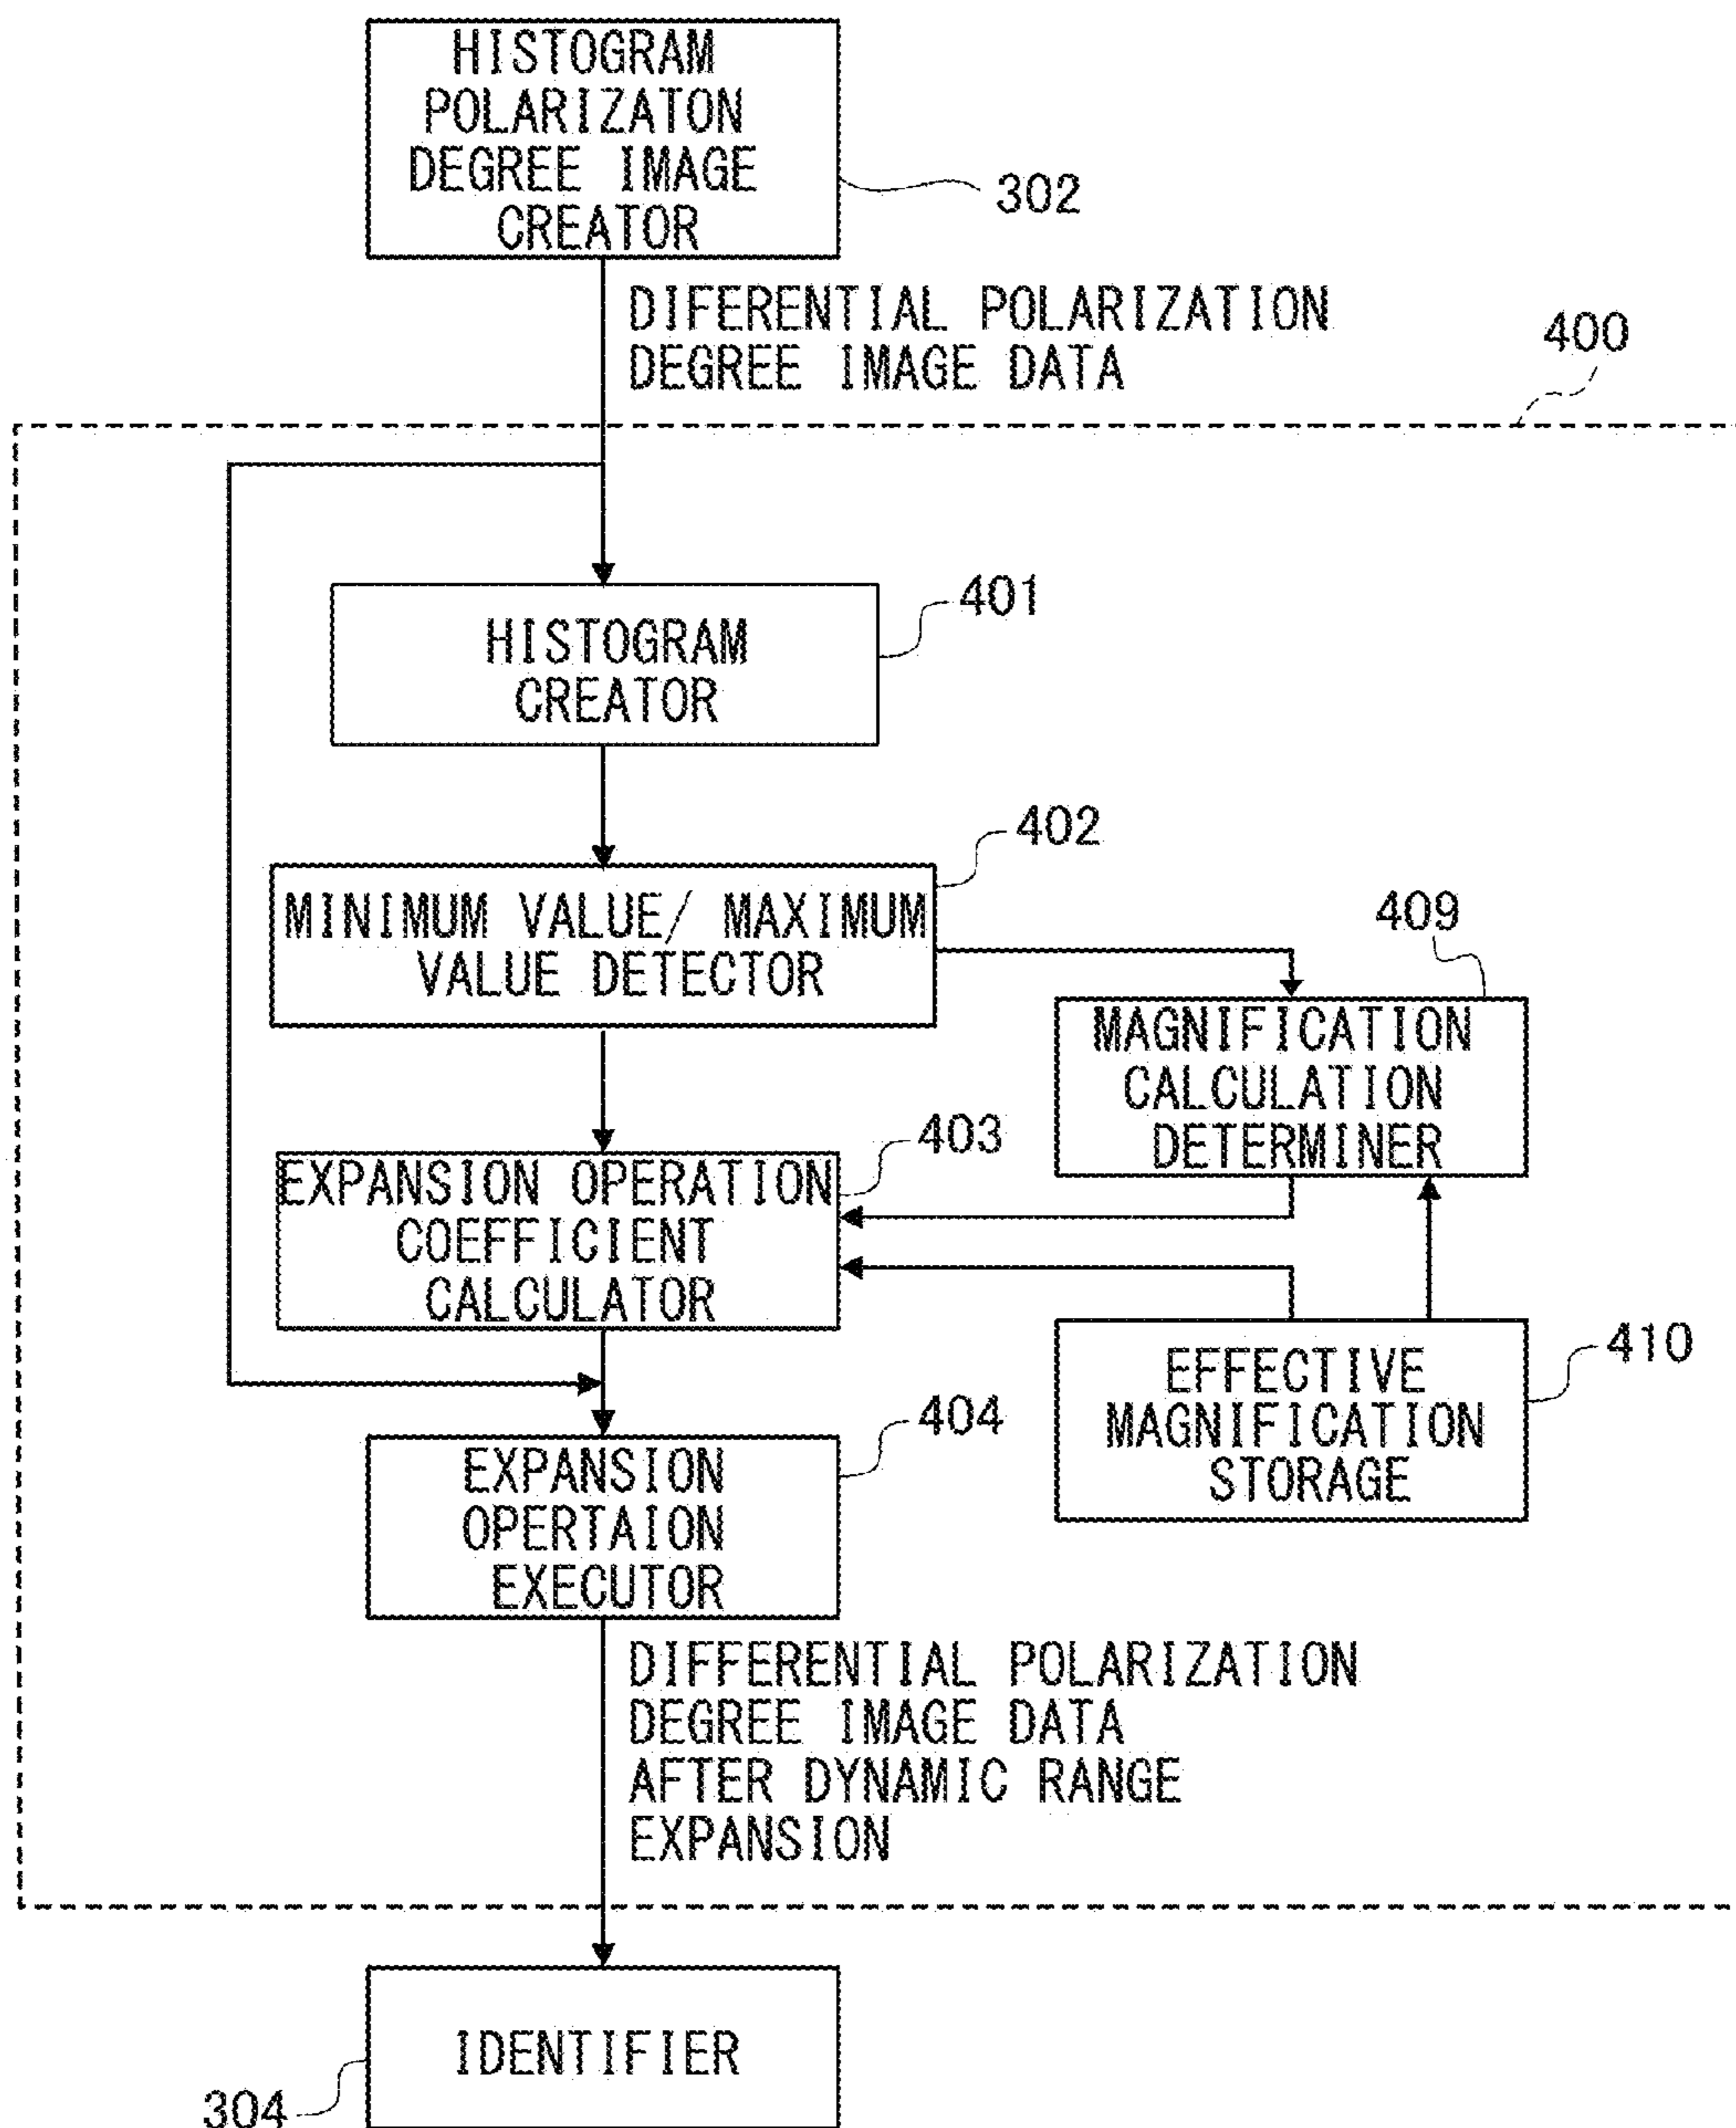 HISTOGRAM
POLARIZATON
DEGREE IMAGE
CREATOR
302
DIFERENTIAL POLARIZATION
DEGREE IMAGE DATA
400
401
HISTOGRAM
CREATOR
402
MINIMUM VALUE/ MAXIMUM
VALUE DETECTOR
409
MAGNIFICATION
CALCULATION
DETERMINER
403
EXPANSION OPERATION
COEFFICIENT
CALCULATOR
410
EFFECTIVE
MAGNIFICATION
STORAGE
404
EXPANSION
OPERTAION
EXECUTOR
DIFFERENTIAL POLARIZATION
DEGREE IMAGE DATA
AFTER DYNAMIC RANGE
EXPANSION
IDENTIFIER
304